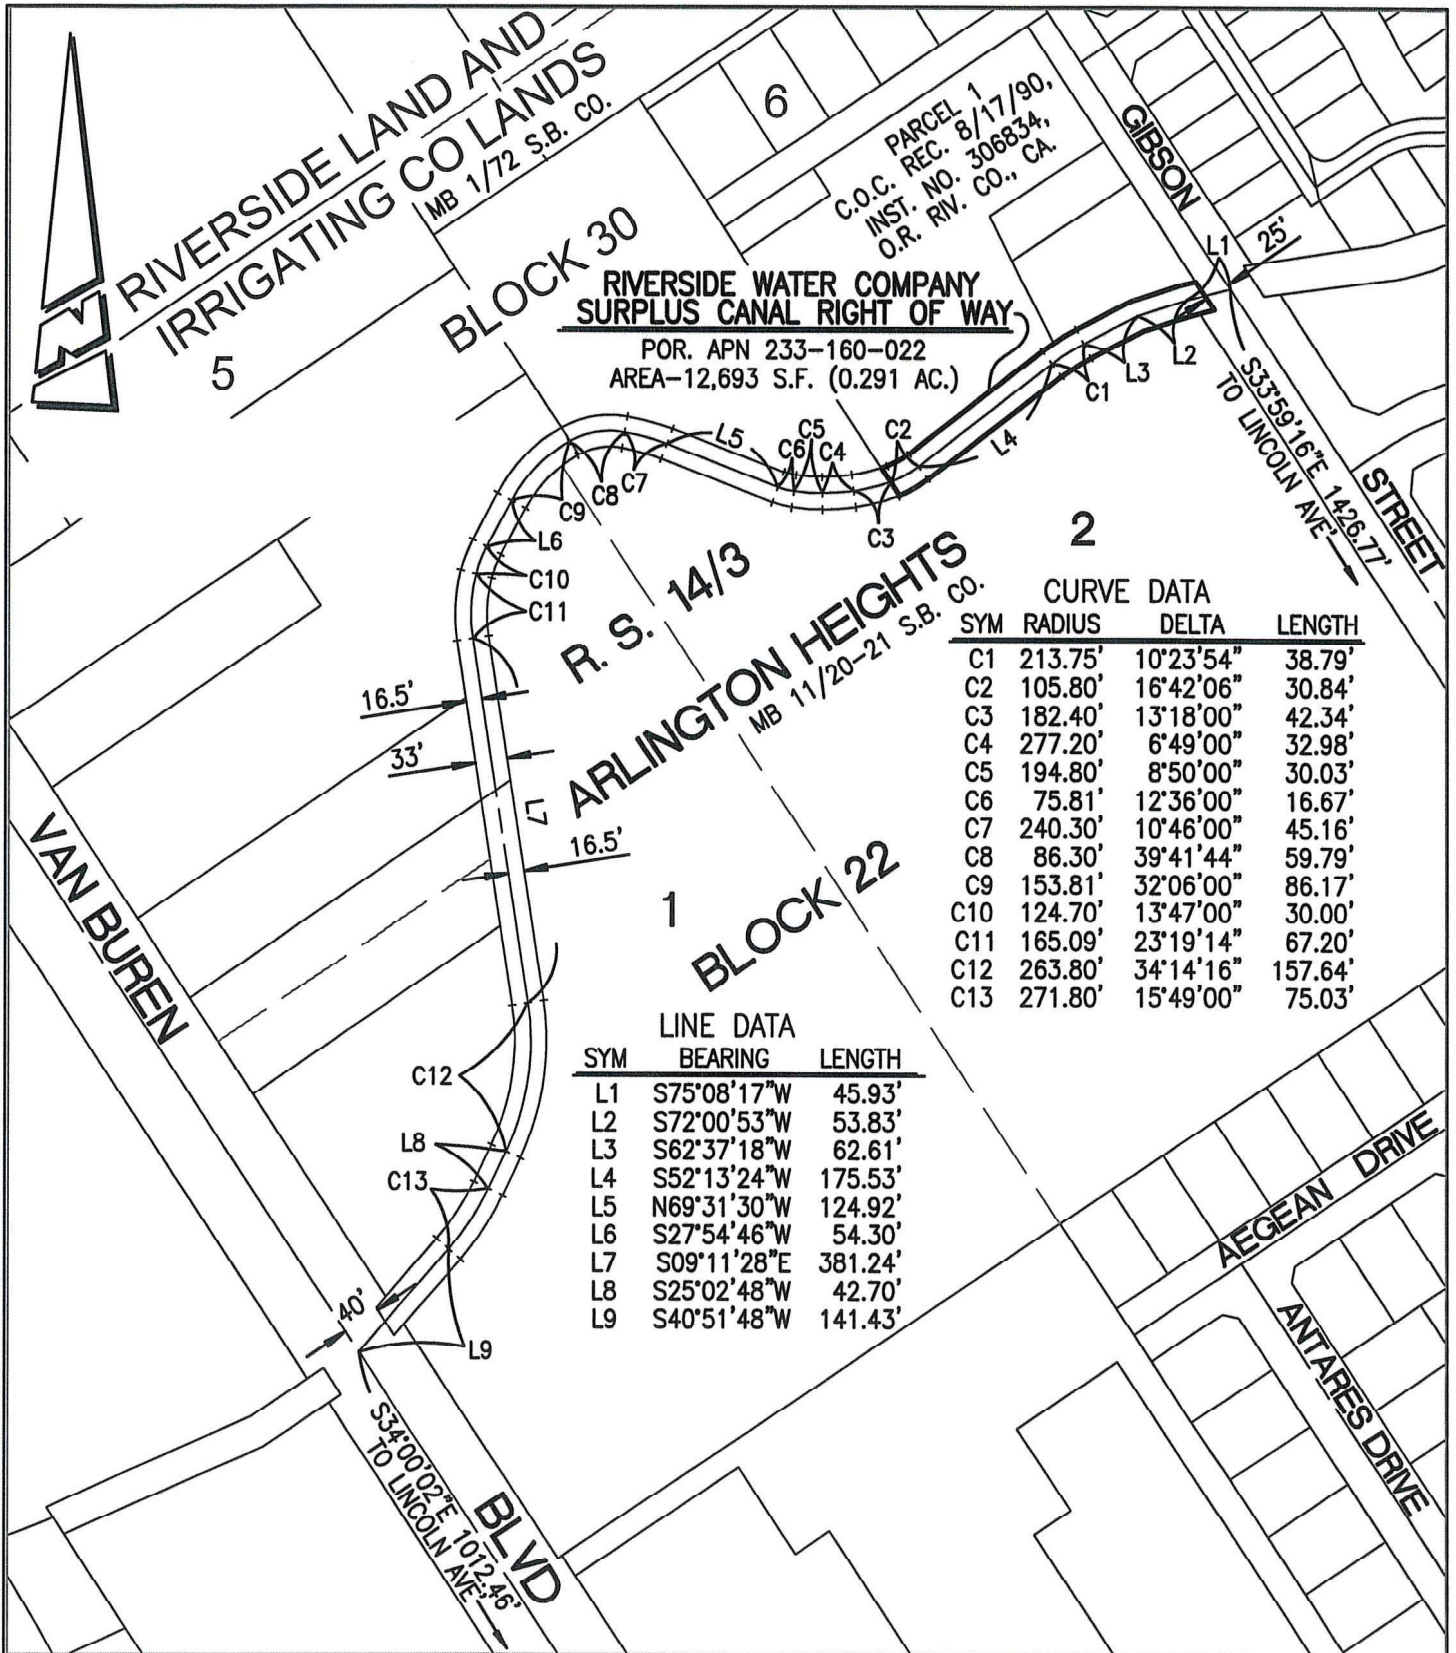 RIVERSIDE LAND AND
IRRIGATING CO LANDS
MB 1/72 S.B. CO.
5
BLOCK 30
6
PARCEL 1
C.O.C. REC. 8/17/90,
INST. NO. 306834,
O.R. RIV. CO., CA.
GIBSON
STREET
RIVERSIDE WATER COMPANY
SURPLUS CANAL RIGHT OF WAY
POR. APN 233-160-022
AREA-12,693 S.F. (0.291 AC.)
L1
25'
L2
L3
C1
L4
C2
S33°59'16"E 1426.77'
TO LINCOLN AVE.
L5
C5
C6
C4
C3
C7
C8
C9
L6
C10
C11
R. S. 14/3
ARLINGTON HEIGHTS
MB 11/20-21 S.B. CO.
2
16.5'
33'
L7
16.5'
1
BLOCK 22
VAN BUREN
BLVD
C12
L8
C13
40'
L9
S34°00'02"E 1012.46'
TO LINCOLN AVE.
CURVE DATA
SYM RADIUS DELTA LENGTH
C1 213.75' 10°23'54" 38.79'
C2 105.80' 16°42'06" 30.84'
C3 182.40' 13°18'00" 42.34'
C4 277.20' 6°49'00" 32.98'
C5 194.80' 8°50'00" 30.03'
C6 75.81' 12°36'00" 16.67'
C7 240.30' 10°46'00" 45.16'
C8 86.30' 39°41'44" 59.79'
C9 153.81' 32°06'00" 86.17'
C10 124.70' 13°47'00" 30.00'
C11 165.09' 23°19'14" 67.20'
C12 263.80' 34°14'16" 157.64'
C13 271.80' 15°49'00" 75.03'
LINE DATA
SYM BEARING LENGTH
L1 S75°08'17"W 45.93'
L2 S72°00'53"W 53.83'
L3 S62°37'18"W 62.61'
L4 S52°13'24"W 175.53'
L5 N69°31'30"W 124.92'
L6 S27°54'46"W 54.30'
L7 S09°11'28"E 381.24'
L8 S25°02'48"W 42.70'
L9 S40°51'48"W 141.43'
AEGEAN DRIVE
ANTARES DRIVE
N